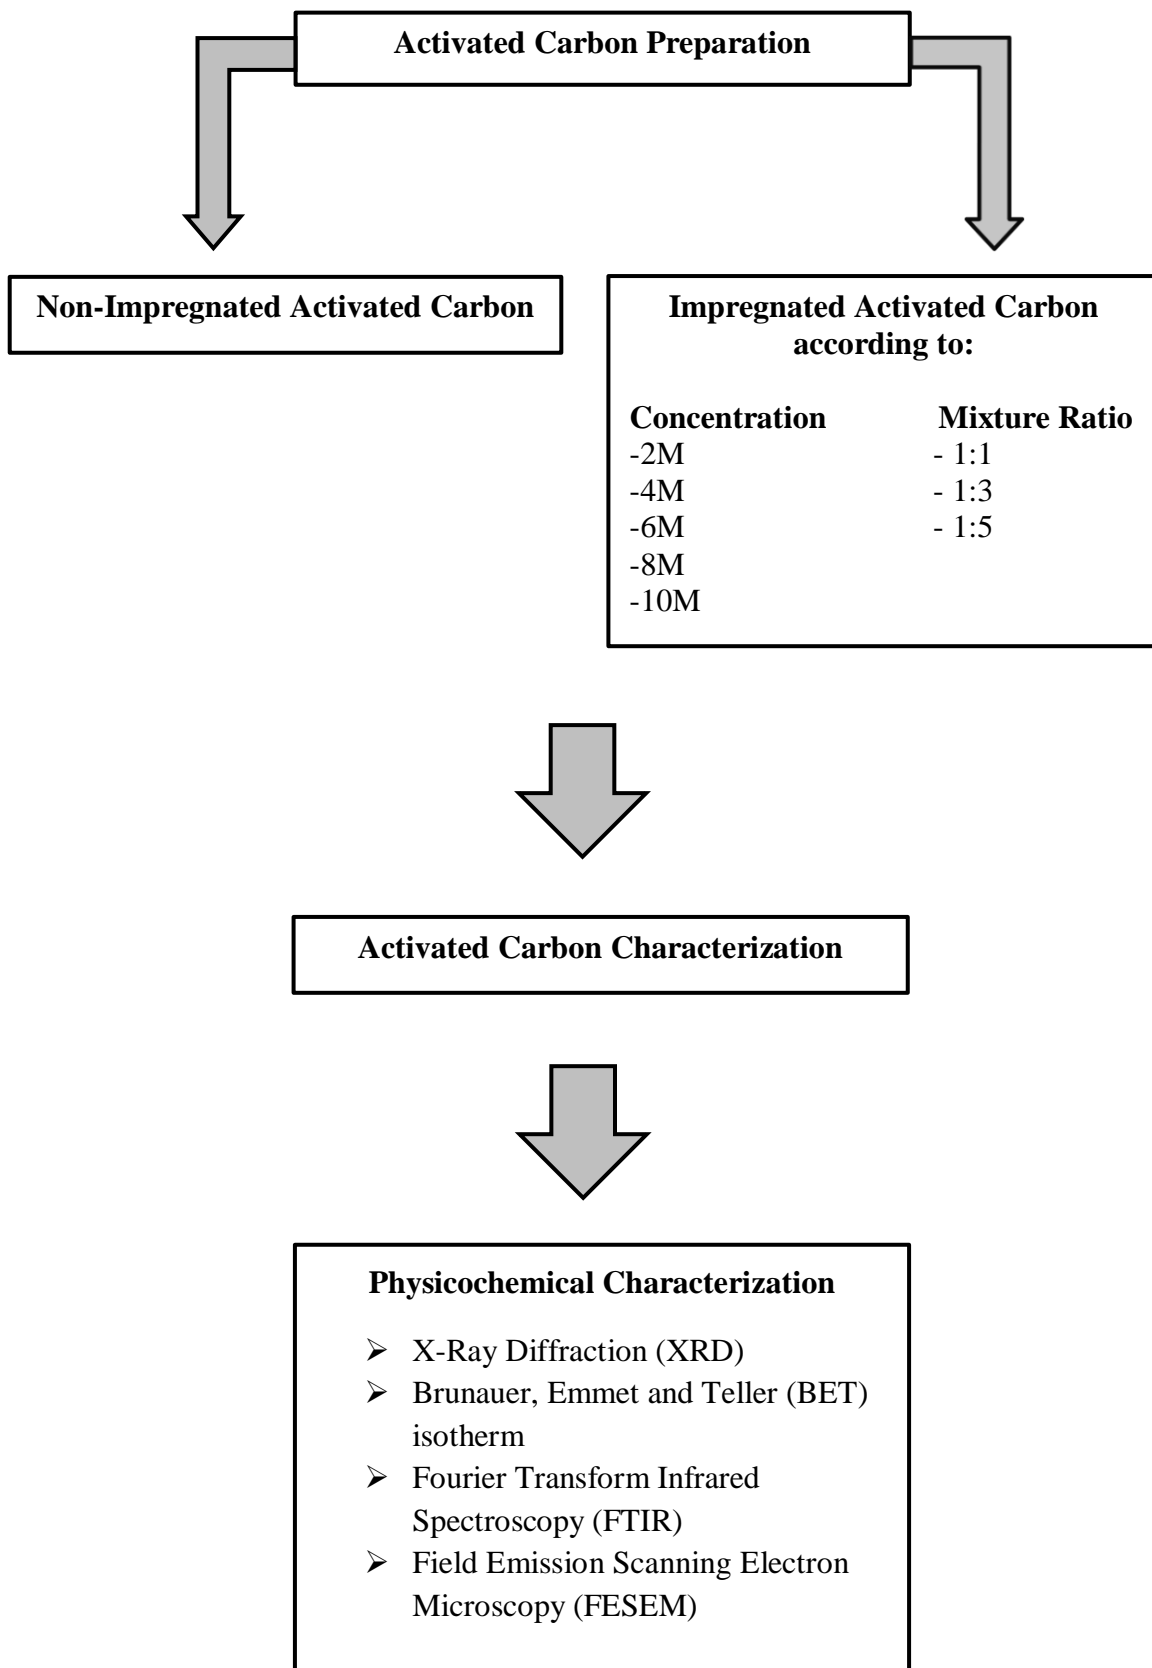 Activated Carbon Preparation
Non-Impregnated Activated Carbon
Impregnated Activated Carbon
according to:
Concentration Mixture Ratio
-2M - 1:1
-4M - 1:3
-6M - 1:5
-8M
-10M
Activated Carbon Characterization
Physicochemical Characterization
➢ X-Ray Diffraction (XRD)
➢ Brunauer, Emmet and Teller (BET)
isotherm
➢ Fourier Transform Infrared
Spectroscopy (FTIR)
➢ Field Emission Scanning Electron
Microscopy (FESEM)